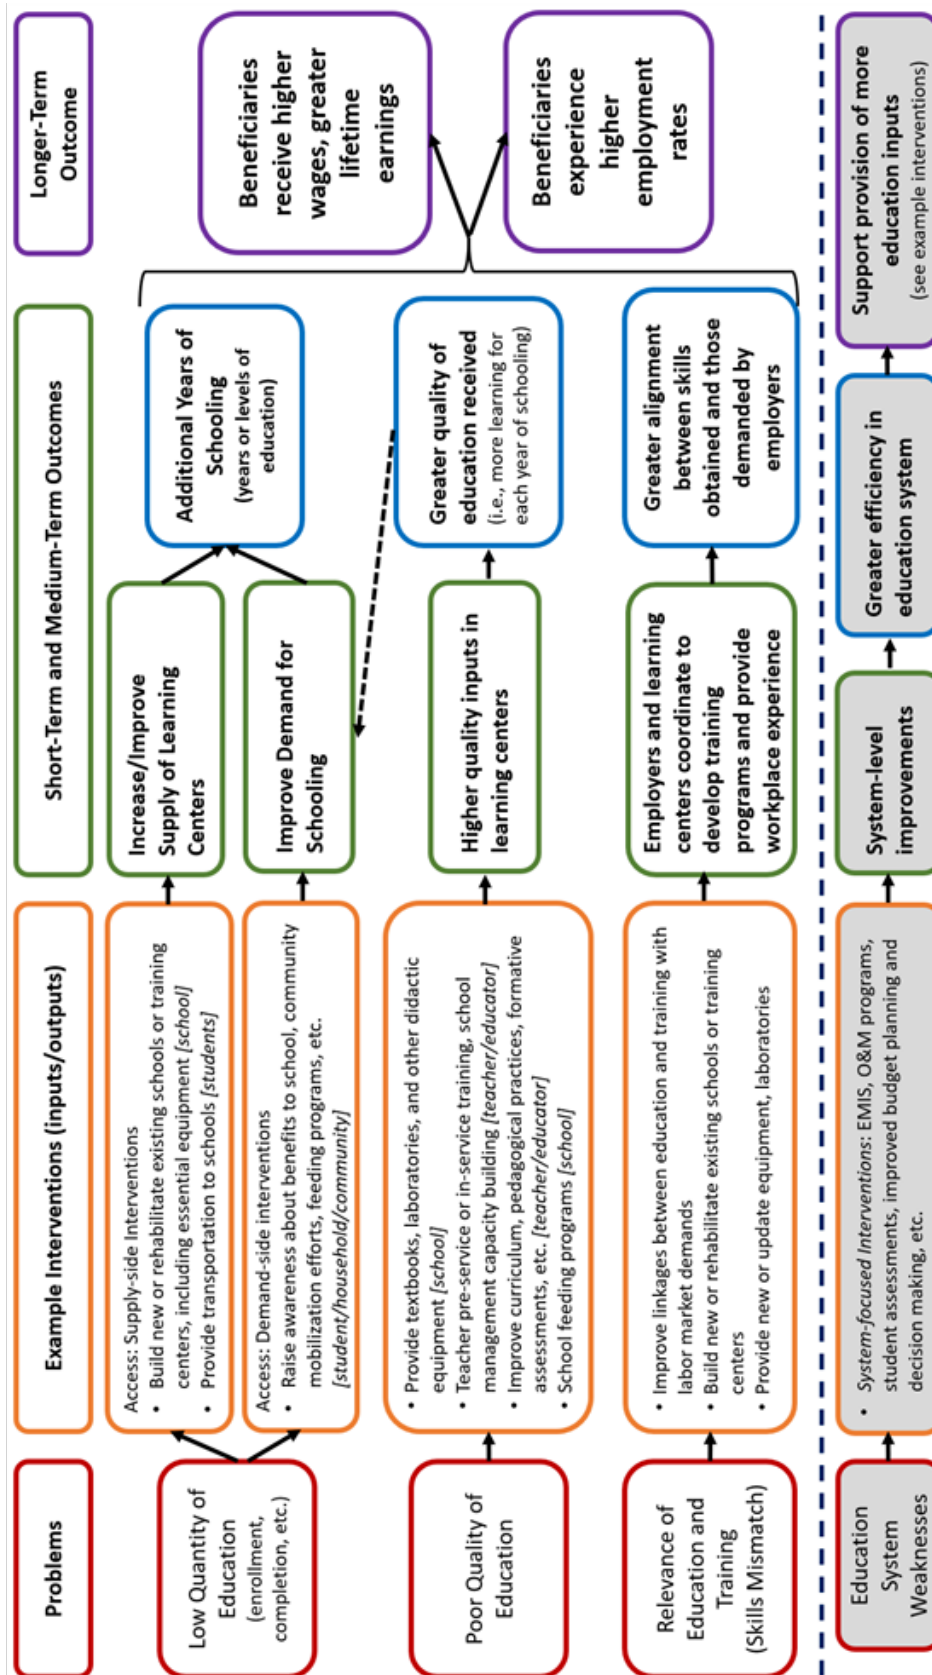 Problems
Example Interventions (inputs/outputs)
Short-Term and Medium-Term Outcomes
Longer-Term
Outcome
Low Quantity of
Education
(enrollment,
completion, etc.)
Access: Supply-side Interventions
• Build new or rehabilitate existing schools or training
centers, including essential equipment [school]
• Provide transportation to schools [students]
Access: Demand-side interventions
• Raise awareness about benefits to school, community
mobilization efforts, feeding programs, etc.
[student/household/community]
Increase/Improve
Supply of Learning
Centers
Improve Demand for
Schooling
Additional Years of
Schooling
(years or levels of
education)
Poor Quality of
Education
• Provide textbooks, laboratories, and other didactic
equipment [school]
• Teacher pre-service or in-service training, school
management capacity building [teacher/educator]
• Improve curriculum, pedagogical practices, formative
assessments, etc. [teacher/educator]
• School feeding programs [school]
Higher quality inputs in
learning centers
Greater quality of
education received
(i.e., more learning for
each year of schooling)
Relevance of
Education and
Training
(Skills Mismatch)
• Improve linkages between education and training with
labor market demands
• Build new or rehabilitate existing schools or training
centers
• Provide new or update equipment, laboratories
Employers and learning
centers coordinate to
develop training
programs and provide
workplace experience
Greater alignment
between skills
obtained and those
demanded by
employers
Beneficiaries
receive higher
wages, greater
lifetime
earnings
Beneficiaries
experience
higher
employment
rates
Education
System
Weaknesses
• System-focused Interventions: EMIS, O&M programs,
student assessments, improved budget planning and
decision making, etc.
System-level
improvements
Greater efficiency in
education system
Support provision of more
education inputs
(see example interventions)